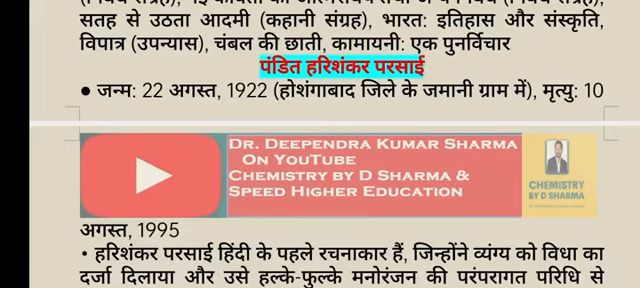 सतह से उठता आदमी (कहानी संग्रह), भारत: इतिहास और संस्कृति,
विपात्र (उपन्यास), चंबल की छाती, कामायनी: एक पुनर्विचार
पंडित हरिशंकर परसाई
• जन्म: 22 अगस्त, 1922 (होशंगाबाद जिले के जमानी ग्राम में), मृत्यु: 10
DR. DEEPENDRA KUMAR SHARMA
ON YOUTUBE
CHEMISTRY BY D SHARMA &
SPEED HIGHER EDUCATION
CHEMISTRY
BY D SHARMA
अगस्त, 1995
• हरिशंकर परसाई हिंदी के पहले रचनाकार हैं, जिन्होंने व्यंग्य को विधा का
दर्जा दिलाया और उसे हल्के-फुल्के मनोरंजन की परंपरागत परिधि से